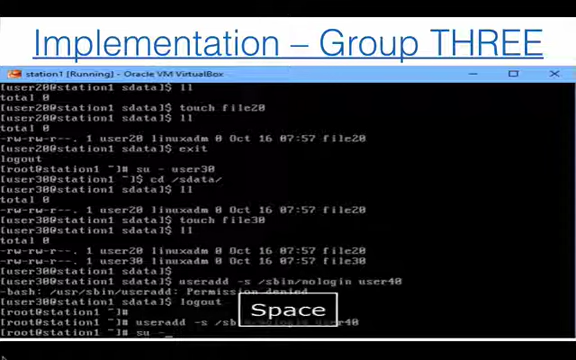 Implementation – Group THREE
station1 [Running] - Oracle VM VirtualBox
[user20@station1 sdata]$ ll
total 0
[user20@station1 sdata]$ touch file20
[user20@station1 sdata]$ ll
total 0
-rw-rw-r--. 1 user20 linuxadm 0 Oct 16 07:57 file20
[user20@station1 sdata]$ exit
logout
[root@station1 ~]# su - user30
[user30@station1 ~]$ cd /sdata/
[user30@station1 sdata]$ ll
total 0
-rw-rw-r--. 1 user20 linuxadm 0 Oct 16 07:57 file20
[user30@station1 sdata]$ touch file30
[user30@station1 sdata]$ ll
total 0
-rw-rw-r--. 1 user20 linuxadm 0 Oct 16 07:57 file20
-rw-rw-r--. 1 user30 linuxadm 0 Oct 16 07:57 file30
[user30@station1 sdata]$
[user30@station1 sdata]$ useradd -s /sbin/nologin user40
-bash: /usr/sbin/useradd: Permission denied
[user30@station1 sdata]$ logout
[root@station1 ~]#
[root@station1 ~]# useradd -s /sbin/nologin user40
[root@station1 ~]# su -_
Space